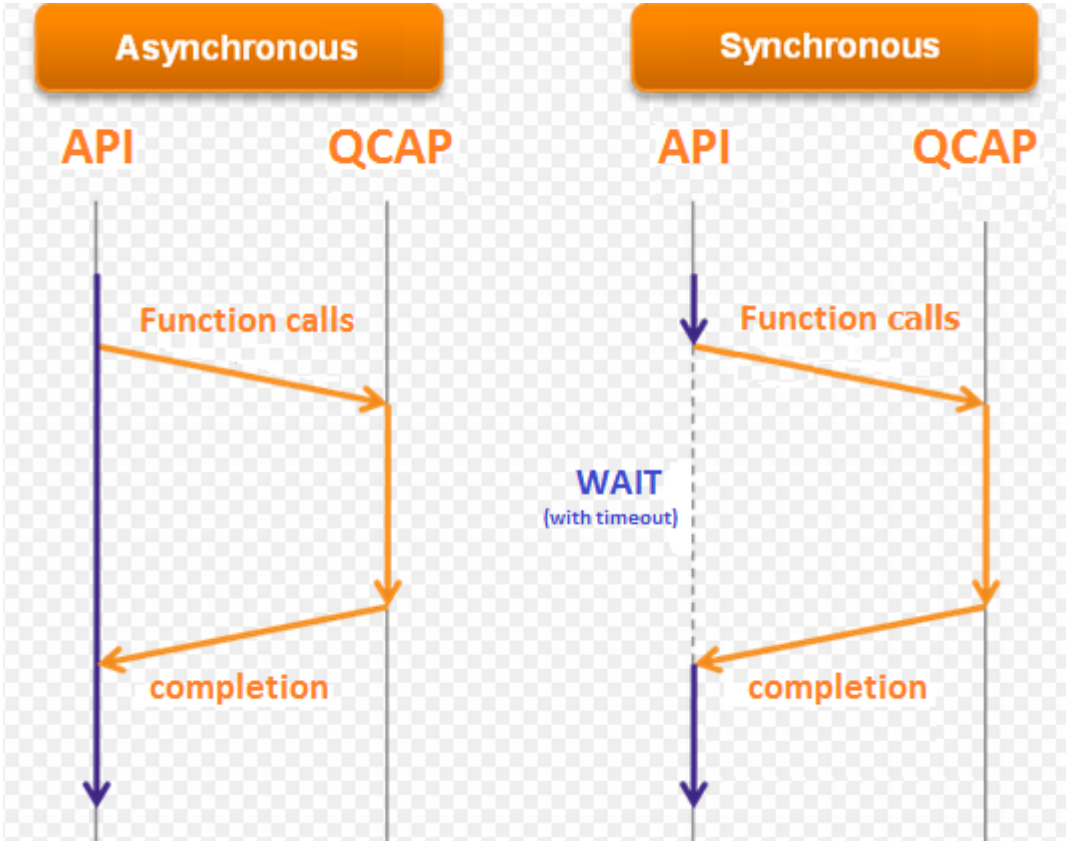 Asynchronous
API QCAP
Function calls
completion
Synchronous
API QCAP
Function calls
WAIT
(with timeout)
completion